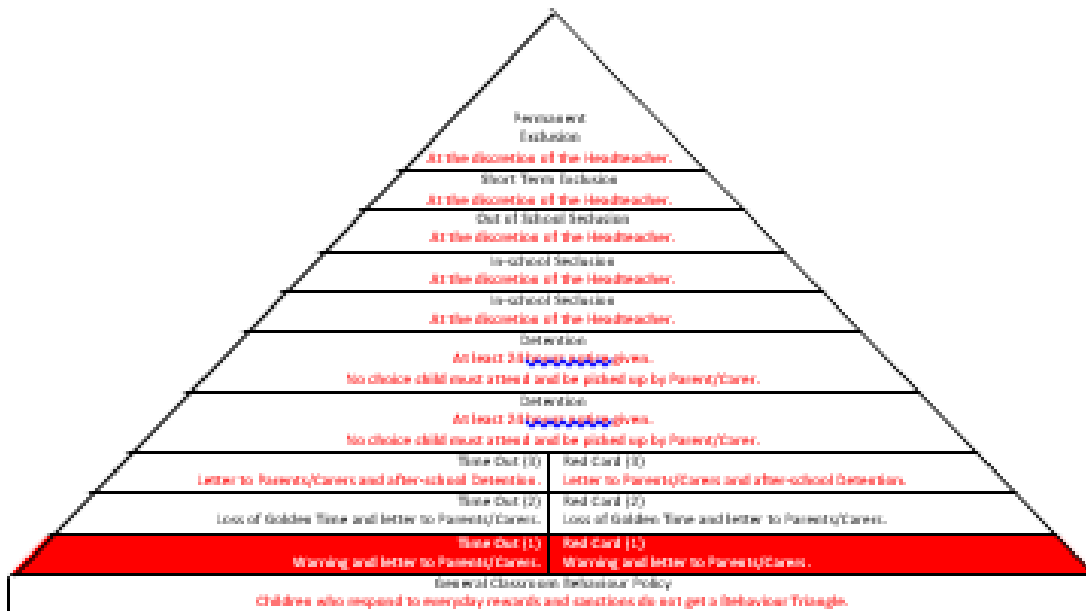 Permanent
Exclusion
At the discretion of the Headteacher.
Short Term Exclusion
At the discretion of the Headteacher.
Out of School Seclusion
At the discretion of the Headteacher.
In-school Seclusion
At the discretion of the Headteacher.
In-school Seclusion
At the discretion of the Headteacher.
Detention
At least 24 hours notice given.
No choice child must attend and be picked up by Parent/Carer.
Detention
At least 24 hours notice given.
No choice child must attend and be picked up by Parent/Carer.
Time Out (3) Red Card (3)
Letter to Parents/Carers and after-school Detention. Letter to Parents/Carers and after-school Detention.
Time Out (2) Red Card (2)
Loss of Golden Time and letter to Parents/Carers. Loss of Golden Time and letter to Parents/Carers.
Time Out (1) Red Card (1)
Warning and letter to Parents/Carers. Warning and letter to Parents/Carers.
General Classroom Behaviour Policy
Children who respond to everyday rewards and sanctions do not get a Behaviour Triangle.